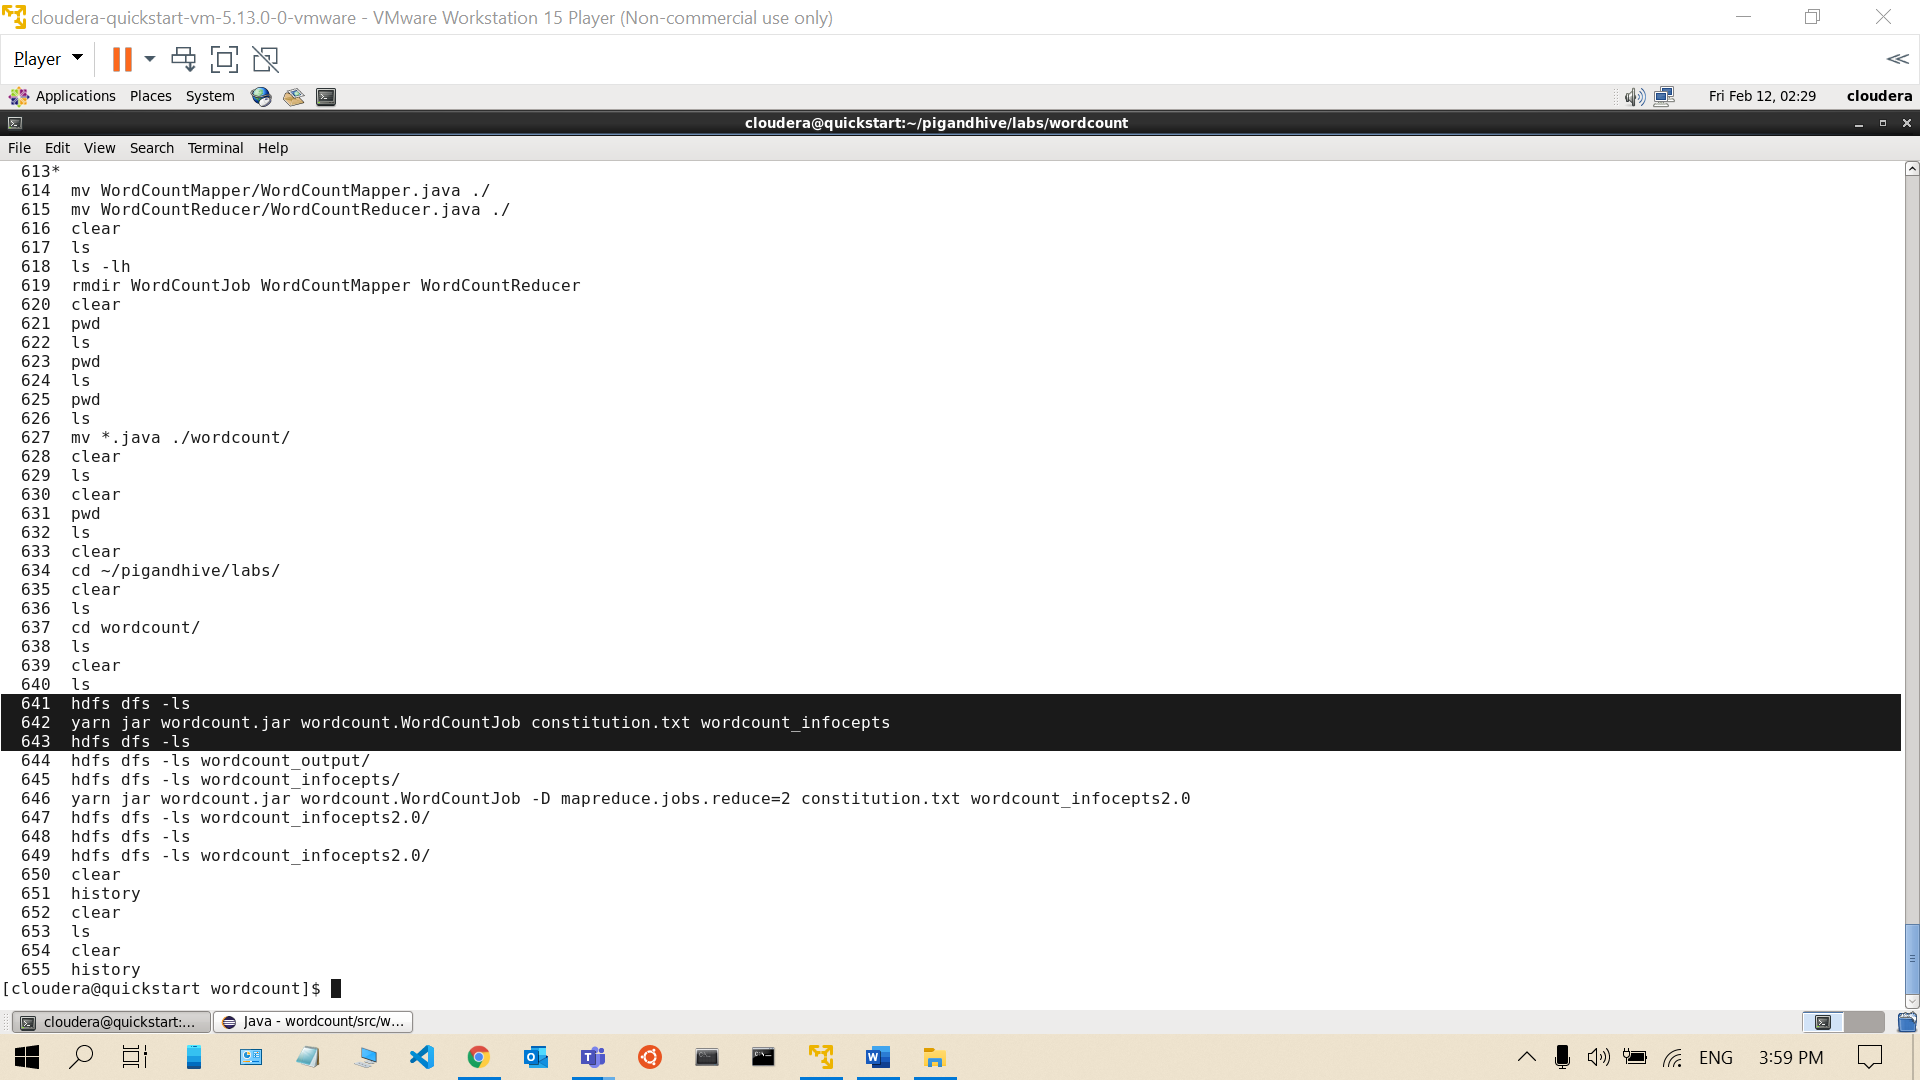 cloudera-quickstart-vm-5.13.0-0-vmware - VMware Workstation 15 Player (Non-commercial use only)
Player
Applications Places System Fri Feb 12, 02:29 cloudera
cloudera@quickstart:~/pigandhive/labs/wordcount
File Edit View Search Terminal Help
613*
614 mv WordCountMapper/WordCountMapper.java ./
615 mv WordCountReducer/WordCountReducer.java ./
616 clear
617 ls
618 ls -lh
619 rmdir WordCountJob WordCountMapper WordCountReducer
620 clear
621 pwd
622 ls
623 pwd
624 ls
625 pwd
626 ls
627 mv *.java ./wordcount/
628 clear
629 ls
630 clear
631 pwd
632 ls
633 clear
634 cd ~/pigandhive/labs/
635 clear
636 ls
637 cd wordcount/
638 ls
639 clear
640 ls
641 hdfs dfs -ls
642 yarn jar wordcount.jar wordcount.WordCountJob constitution.txt wordcount_infocepts
643 hdfs dfs -ls
644 hdfs dfs -ls wordcount_output/
645 hdfs dfs -ls wordcount_infocepts/
646 yarn jar wordcount.jar wordcount.WordCountJob -D mapreduce.jobs.reduce=2 constitution.txt wordcount_infocepts2.0
647 hdfs dfs -ls wordcount_infocepts2.0/
648 hdfs dfs -ls
649 hdfs dfs -ls wordcount_infocepts2.0/
650 clear
651 history
652 clear
653 ls
654 clear
655 history
[cloudera@quickstart wordcount]$
cloudera@quickstart:... Java - wordcount/src/w...
ENG 3:59 PM